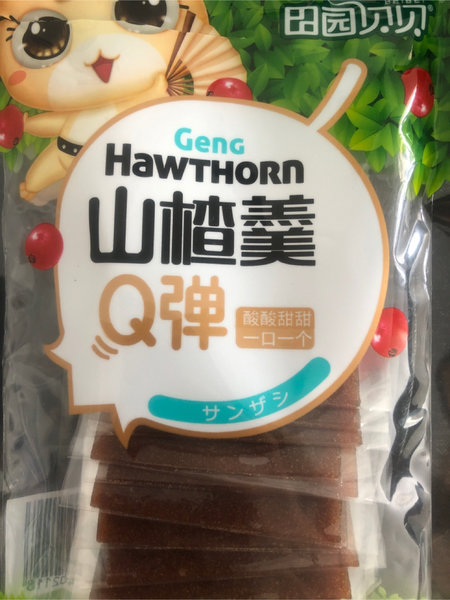 田园贝贝®
Geng
HAWTHORN
山楂羹
Q弹
酸酸甜甜
一口一个
サンザシ